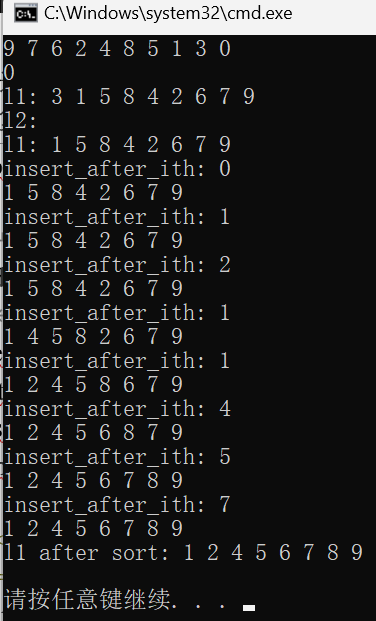 C:\Windows\system32\cmd.exe
9 7 6 2 4 8 5 1 3 0
0
l1: 3 1 5 8 4 2 6 7 9
l2:
l1: 1 5 8 4 2 6 7 9
insert_after_ith: 0
1 5 8 4 2 6 7 9
insert_after_ith: 1
1 5 8 4 2 6 7 9
insert_after_ith: 2
1 5 8 4 2 6 7 9
insert_after_ith: 1
1 4 5 8 2 6 7 9
insert_after_ith: 1
1 2 4 5 8 6 7 9
insert_after_ith: 4
1 2 4 5 6 8 7 9
insert_after_ith: 5
1 2 4 5 6 7 8 9
insert_after_ith: 7
1 2 4 5 6 7 8 9
l1 after sort: 1 2 4 5 6 7 8 9
请按任意键继续. . .